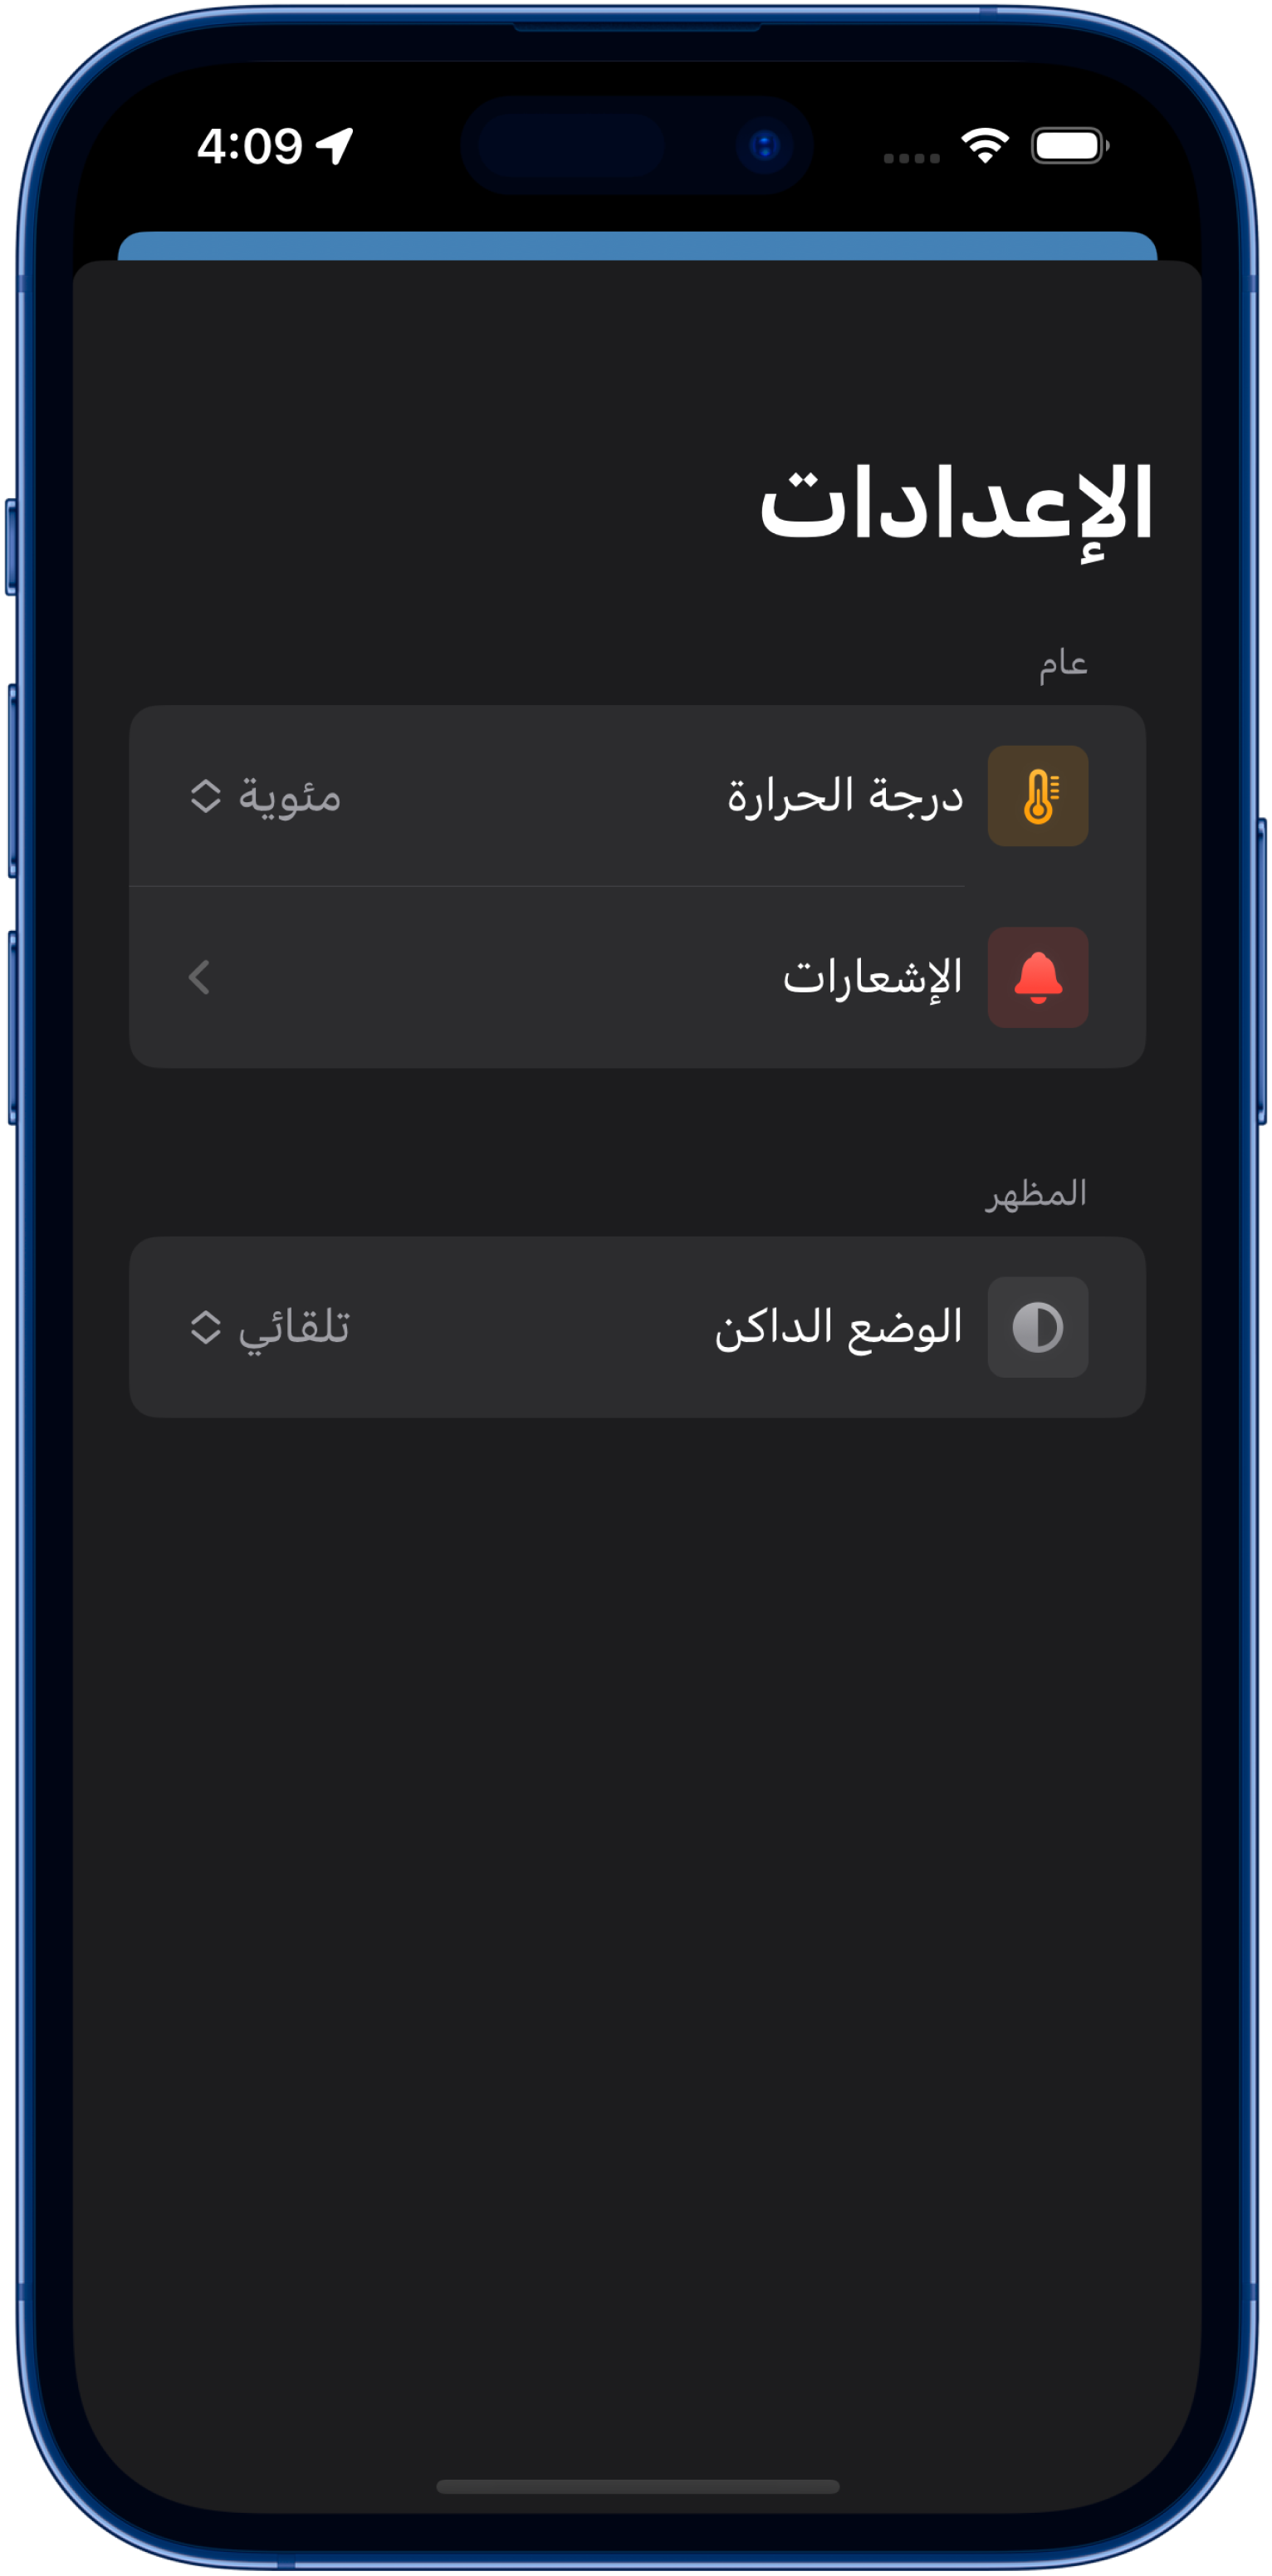 4:09
الإعدادات
عام
درجة الحرارة مئوية
الإشعارات
المظهر
الوضع الداكن تلقائي